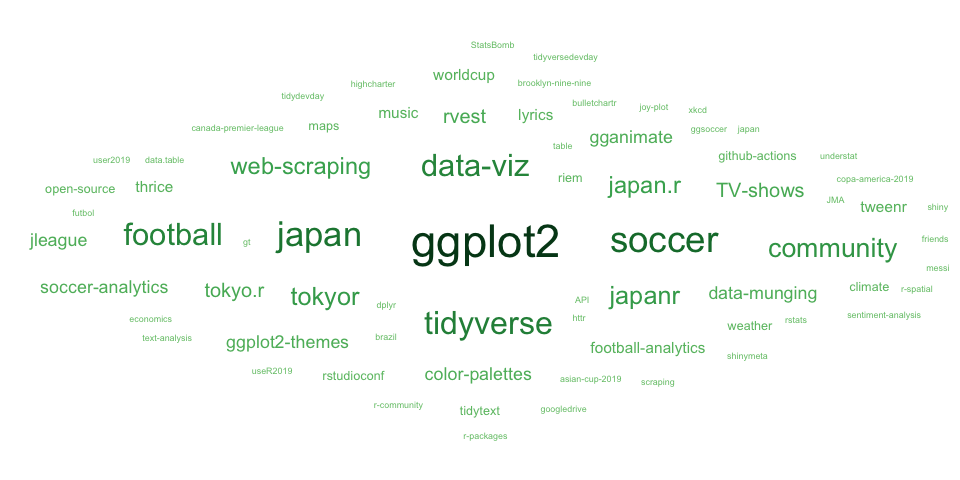 StatsBomb
tidyversedevday
worldcup
highcharter
brooklyn-nine-nine
tidydevday
bulletchartr
joy-plot
xkcd
music
rvest
lyrics
canada-premier-league
maps
gganimate
ggsoccer
japan
table
user2019
data.table
web-scraping
data-viz
github-actions
understat
open-source
thrice
riem
japan.r
TV-shows
copa-america-2019
JMA
tweenr
shiny
futbol
jleague
football
gt
japan
ggplot2
soccer
community
friends
messi
soccer-analytics
tokyo.r
tokyor
dplyr
API
japanr
data-munging
climate
r-spatial
economics
tidyverse
httr
weather
rstats
sentiment-analysis
text-analysis
ggplot2-themes
brazil
football-analytics
shinymeta
useR2019
rstudioconf
color-palettes
asian-cup-2019
scraping
r-community
tidytext
googledrive
r-packages